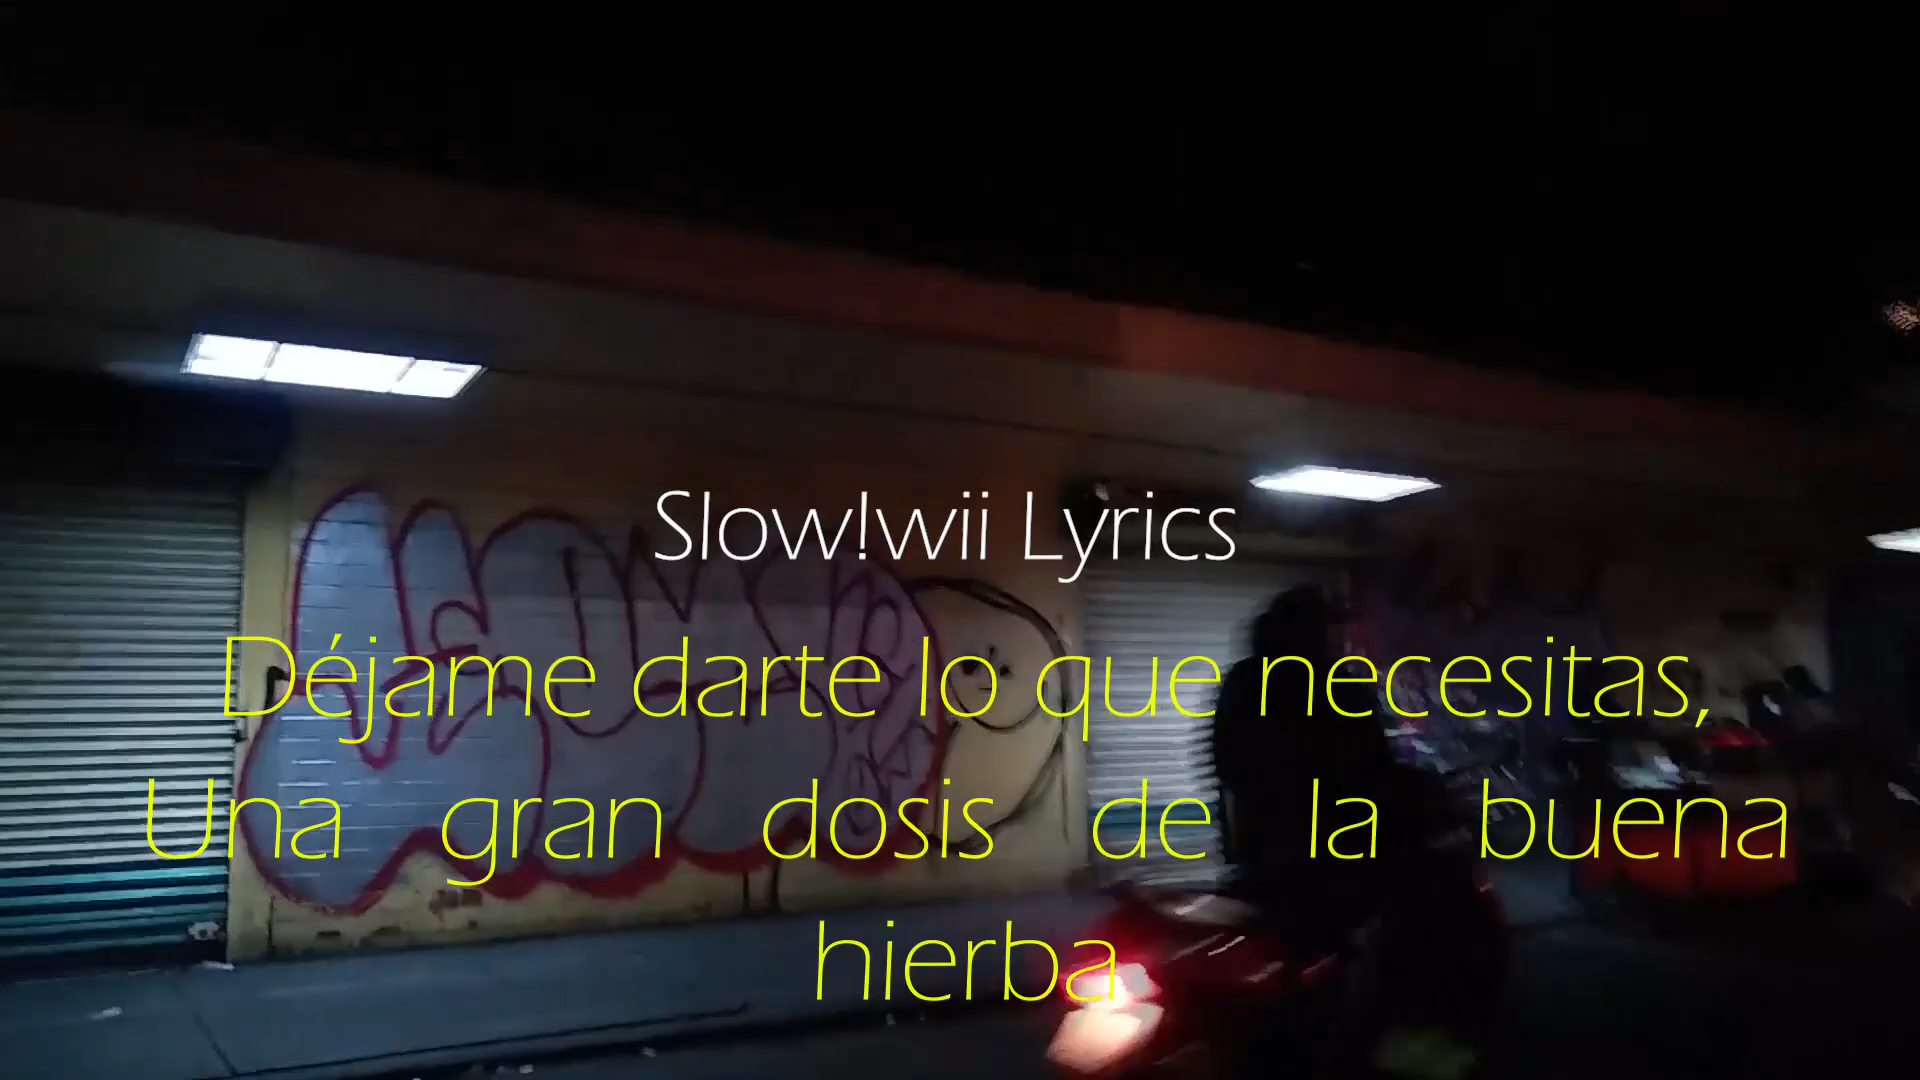 Slow!wii Lyrics
Déjame darte lo que necesitas,
Una gran dosis de la buena
hierba